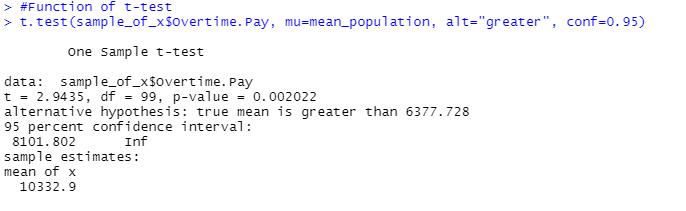 > #Function of t-test
> t.test(sample_of_x$Overtime.Pay, mu=mean_population, alt="greater", conf=0.95)
One Sample t-test
data:  sample_of_x$Overtime.Pay
t = 2.9435, df = 99, p-value = 0.002022
alternative hypothesis: true mean is greater than 6377.728
95 percent confidence interval:
 8101.802      Inf
sample estimates:
mean of x
  10332.9